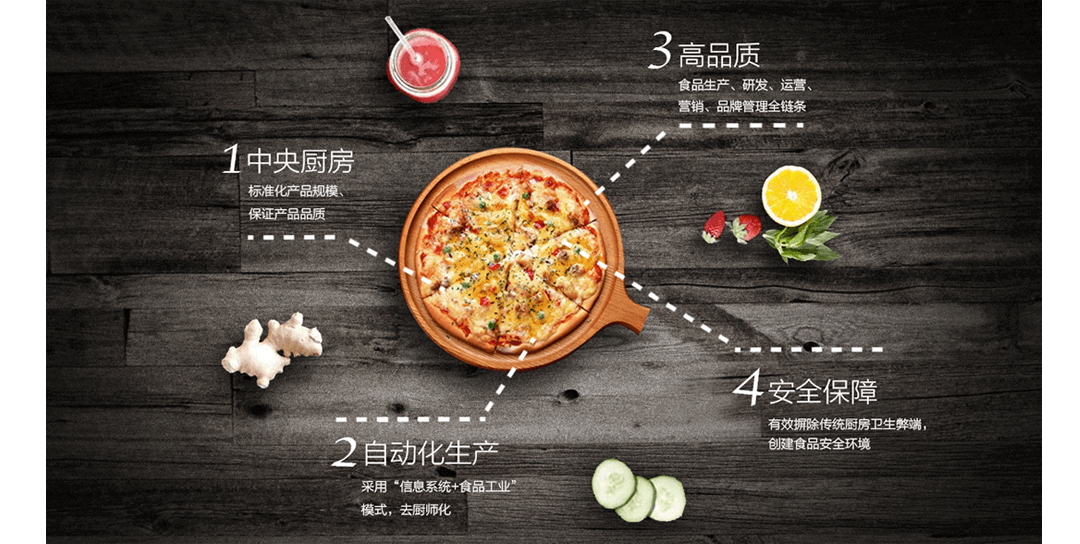 1 中央厨房
标准化产品规模、
保证产品品质
2 自动化生产
采用“信息系统+食品工业”
模式，去厨师化
3 高品质
食品生产、研发、运营、
营销、品牌管理全链条
4 安全保障
有效摒除传统厨房卫生弊端，
创建食品安全环境